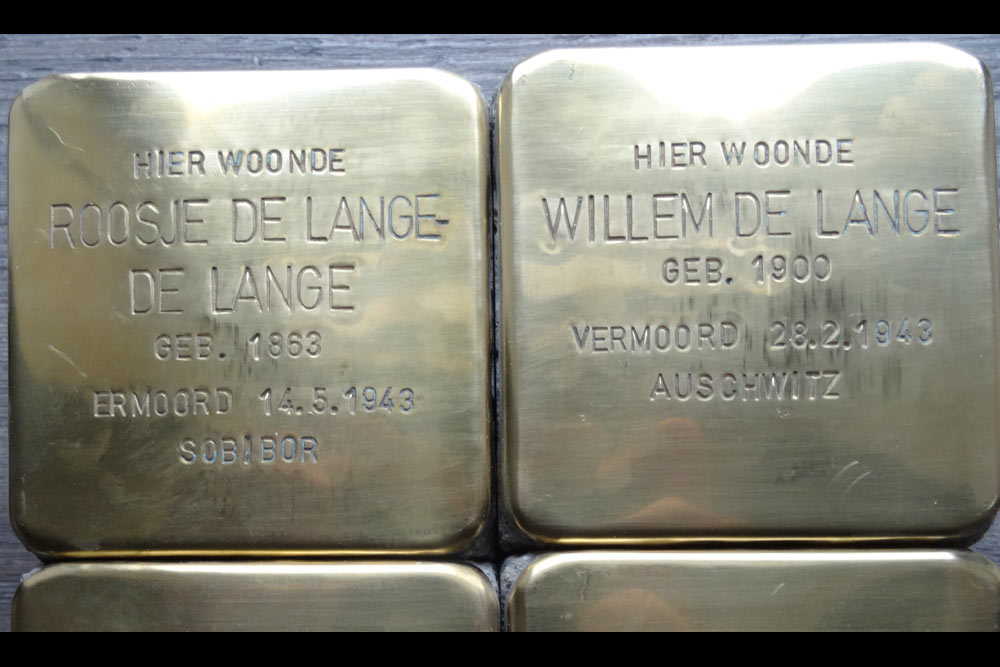 HIER WOONDE
ROOSJE DE LANGE-
DE LANGE
GEB. 1863
ERMOORD 14.5.1943
SOBIBOR
HIER WOONDE
WILLEM DE LANGE
GEB. 1900
VERMOORD 28.2.1943
AUSCHWITZ